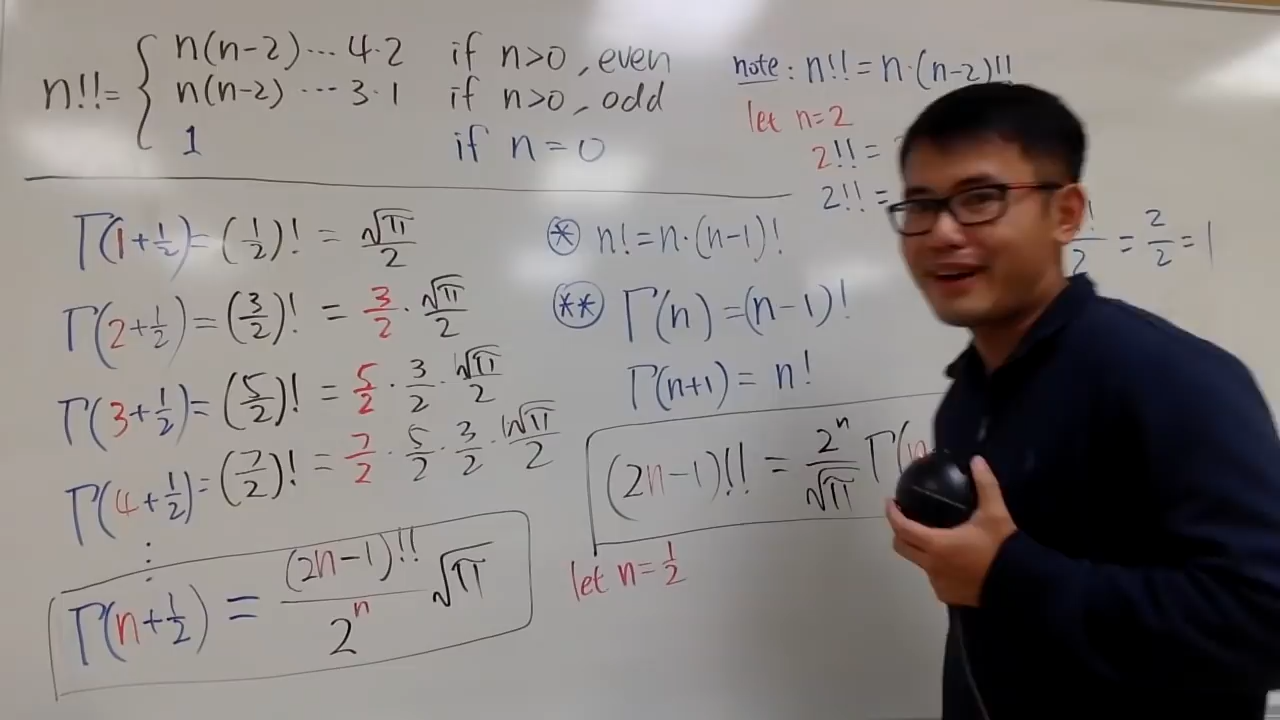 n!! = { n(n-2) ··· 4·2 if n>0, even
n(n-2) ··· 3·1 if n>0, odd
1 if n=0
note: n!! = n·(n-2)!!
let n=2
2!! =
2!! =
= 2/2 = 1
Γ(1+1/2) = (1/2)! = √π/2
Γ(2+1/2) = (3/2)! = 3/2 · √π/2
Γ(3+1/2) = (5/2)! = 5/2 · 3/2 · √π/2
Γ(4+1/2) = (7/2)! = 7/2 · 5/2 · 3/2 · √π/2
⋮
Γ(n+1/2) = (2n-1)!!/2^n √π
(*) n! = n·(n-1)!
(**) Γ(n) = (n-1)!
Γ(n+1) = n!
(2n-1)!! = 2^n/√π Γ(n
let n = 1/2